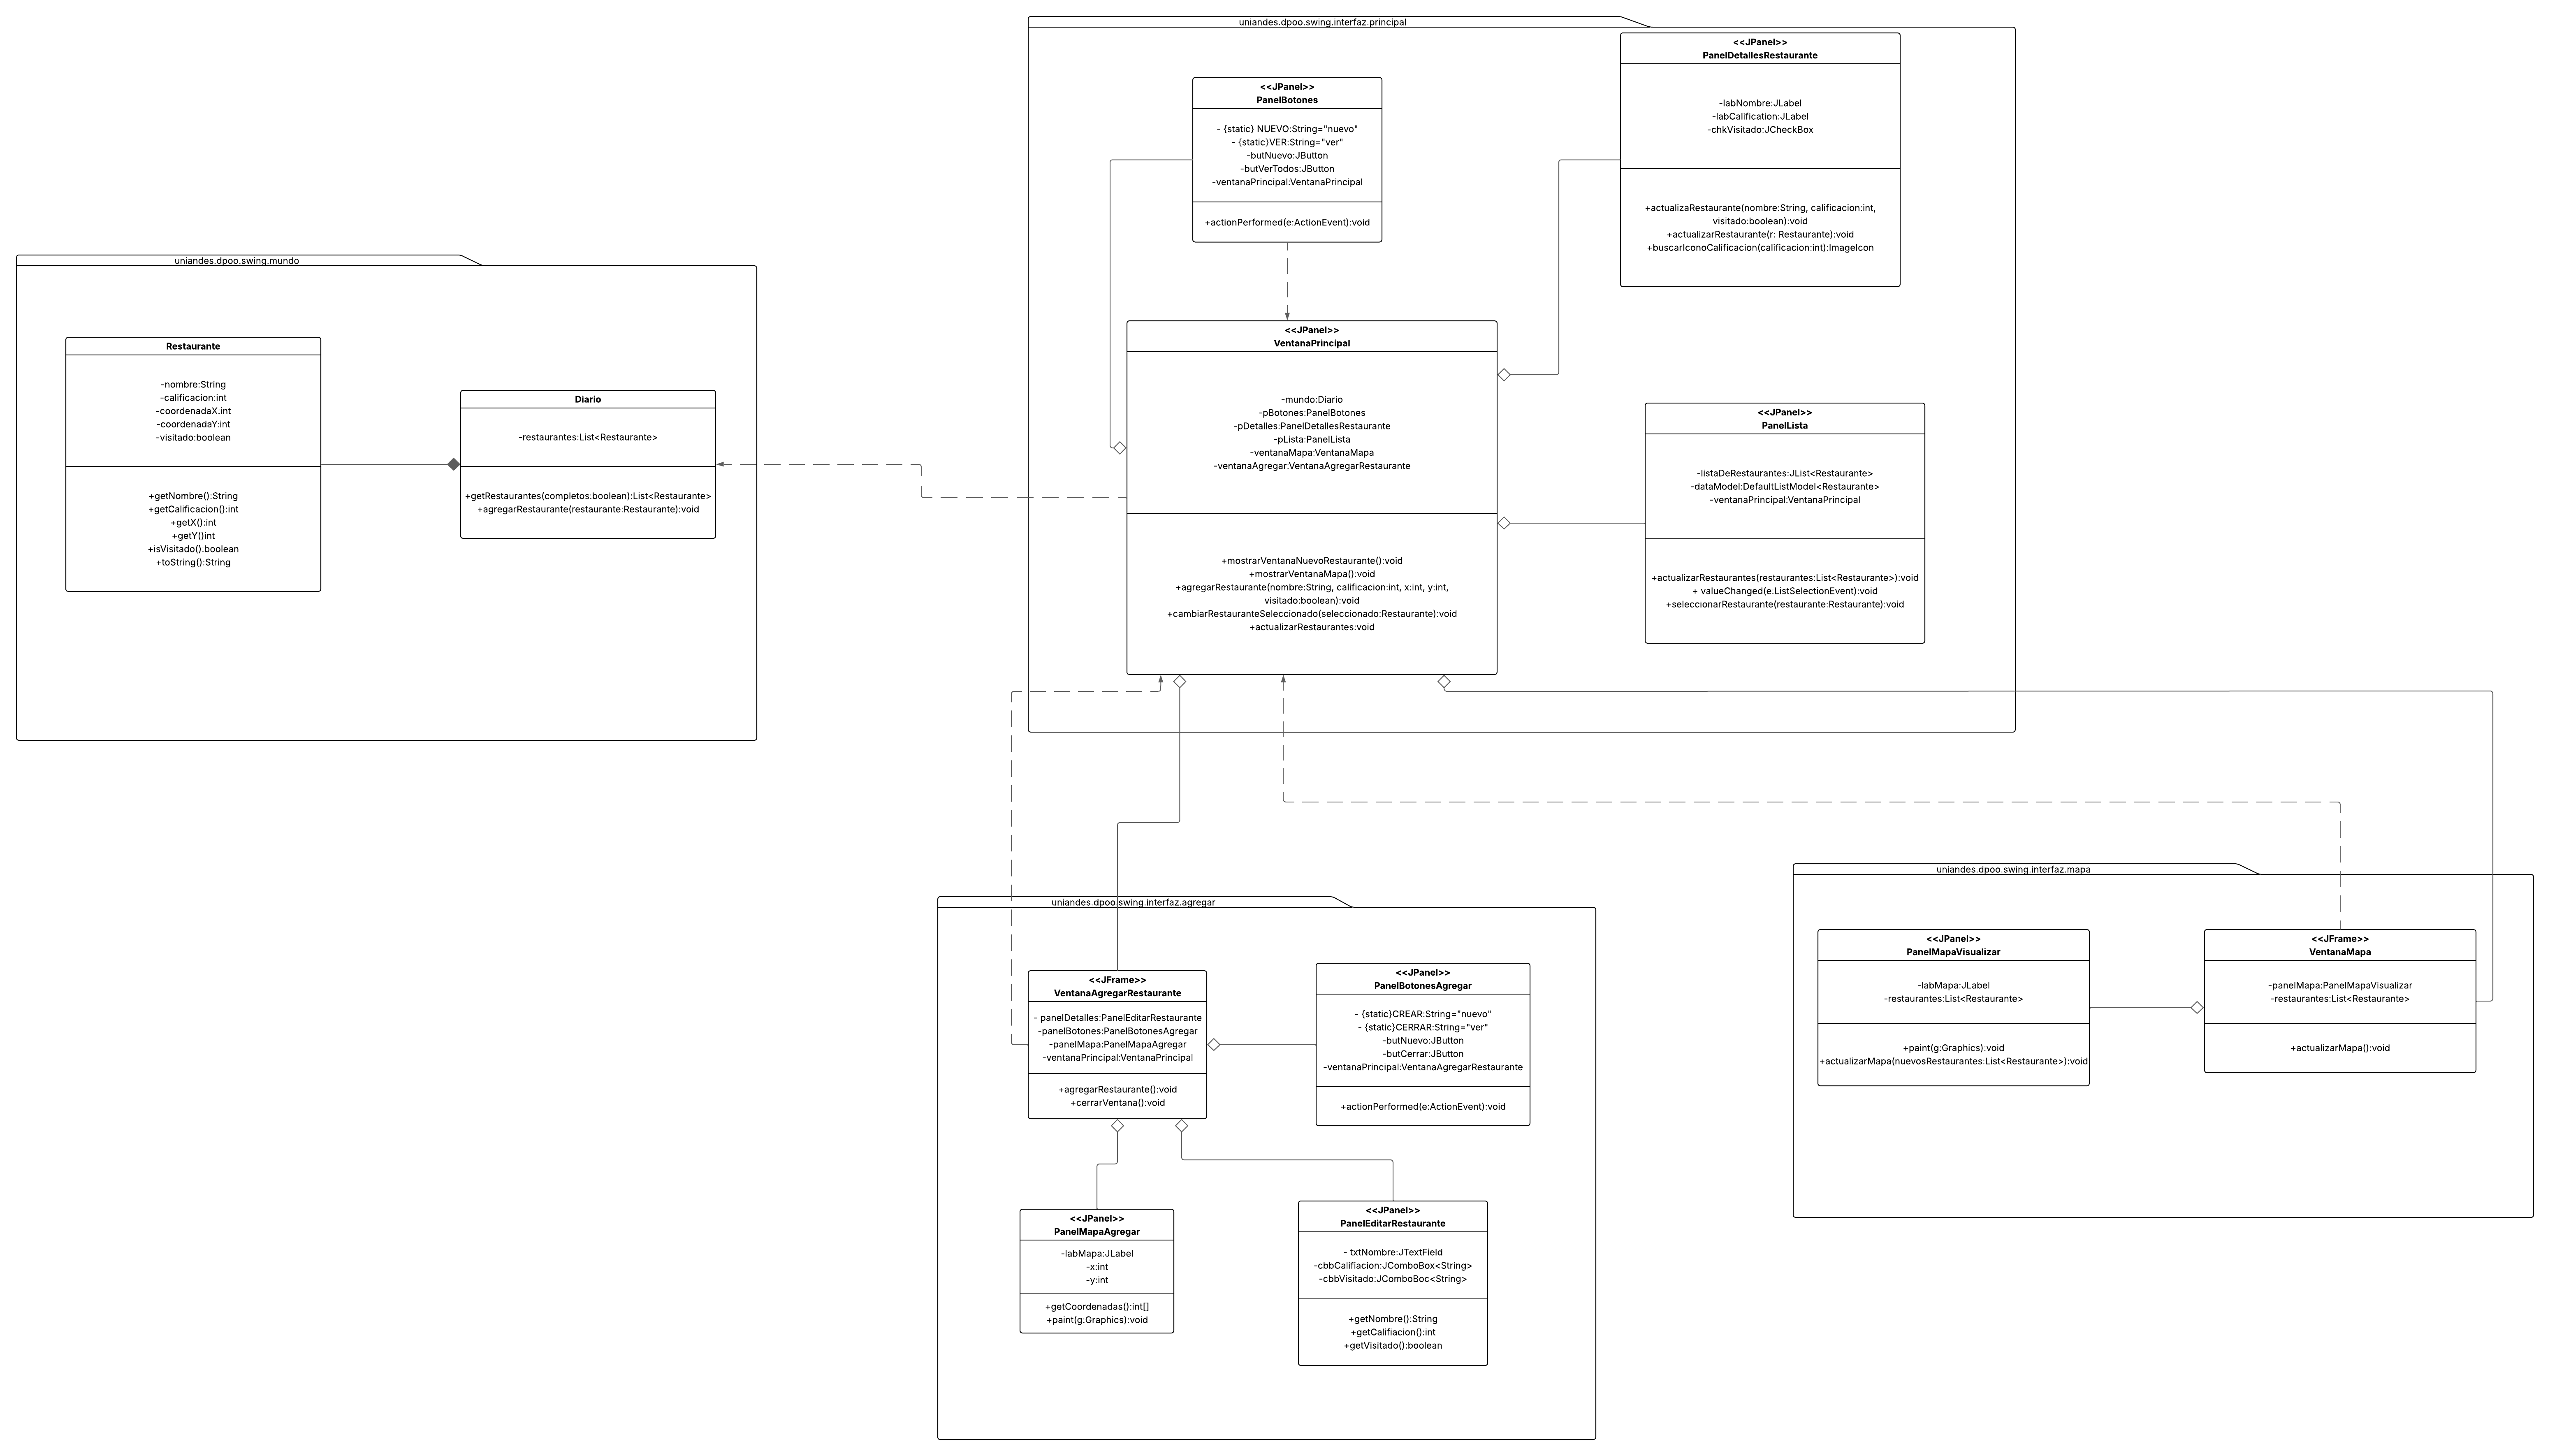 uniandes.dpoo.swing.interfaz.principal
<<JPanel>>
PanelDetallesRestaurante
-labNombre:JLabel
-labCalification:JLabel
-chkVisitado:JCheckBox
+actualizaRestaurante(nombre:String, calificacion:int,
visitado:boolean):void
+actualizarRestaurante(r: Restaurante):void
+buscarIconoCalificacion(calificacion:int):ImageIcon
<<JPanel>>
PanelBotones
- {static} NUEVO:String="nuevo"
- {static}VER:String="ver"
-butNuevo:JButton
-butVerTodos:JButton
-ventanaPrincipal:VentanaPrincipal
+actionPerformed(e:ActionEvent):void
uniandes.dpoo.swing.mundo
Restaurante
-nombre:String
-calificacion:int
-coordenadaX:int
-coordenadaY:int
-visitado:boolean
+getNombre():String
+getCalificacion():int
+getX():int
+getY()int
+isVisitado():boolean
+toString():String
Diario
-restaurantes:List<Restaurante>
+getRestaurantes(completos:boolean):List<Restaurante>
+agregarRestaurante(restaurante:Restaurante):void
<<JPanel>>
VentanaPrincipal
-mundo:Diario
-pBotones:PanelBotones
-pDetalles:PanelDetallesRestaurante
-pLista:PanelLista
-ventanaMapa:VentanaMapa
-ventanaAgregar:VentanaAgregarRestaurante
+mostrarVentanaNuevoRestaurante():void
+mostrarVentanaMapa():void
+agregarRestaurante(nombre:String, calificacion:int, x:int, y:int,
visitado:boolean):void
+cambiarRestauranteSeleccionado(seleccionado:Restaurante):void
+actualizarRestaurantes:void
<<JPanel>>
PanelLista
-listaDeRestaurantes:JList<Restaurante>
-dataModel:DefaultListModel<Restaurante>
-ventanaPrincipal:VentanaPrincipal
+actualizarRestaurantes(restaurantes:List<Restaurante>):void
+ valueChanged(e:ListSelectionEvent):void
+seleccionarRestaurante(restaurante:Restaurante):void
uniandes.dpoo.swing.interfaz.agregar
<<JFrame>>
VentanaAgregarRestaurante
- panelDetalles:PanelEditarRestaurante
-panelBotones:PanelBotonesAgregar
-panelMapa:PanelMapaAgregar
-ventanaPrincipal:VentanaPrincipal
+agregarRestaurante():void
+cerrarVentana():void
<<JPanel>>
PanelBotonesAgregar
- {static}CREAR:String="nuevo"
- {static}CERRAR:String="ver"
-butNuevo:JButton
-butCerrar:JButton
-ventanaPrincipal:VentanaAgregarRestaurante
+actionPerformed(e:ActionEvent):void
<<JPanel>>
PanelMapaAgregar
-labMapa:JLabel
-x:int
-y:int
+getCoordenadas():int[]
+paint(g:Graphics):void
<<JPanel>>
PanelEditarRestaurante
- txtNombre:JTextField
-cbbCalifiacion:JComboBox<String>
-cbbVisitado:JComboBoc<String>
+getNombre():String
+getCalifiacion():int
+getVisitado():boolean
uniandes.dpoo.swing.interfaz.mapa
<<JPanel>>
PanelMapaVisualizar
-labMapa:JLabel
-restaurantes:List<Restaurante>
+paint(g:Graphics):void
+actualizarMapa(nuevosRestaurantes:List<Restaurante>):void
<<JFrame>>
VentanaMapa
-panelMapa:PanelMapaVisualizar
-restaurantes:List<Restaurante>
+actualizarMapa():void